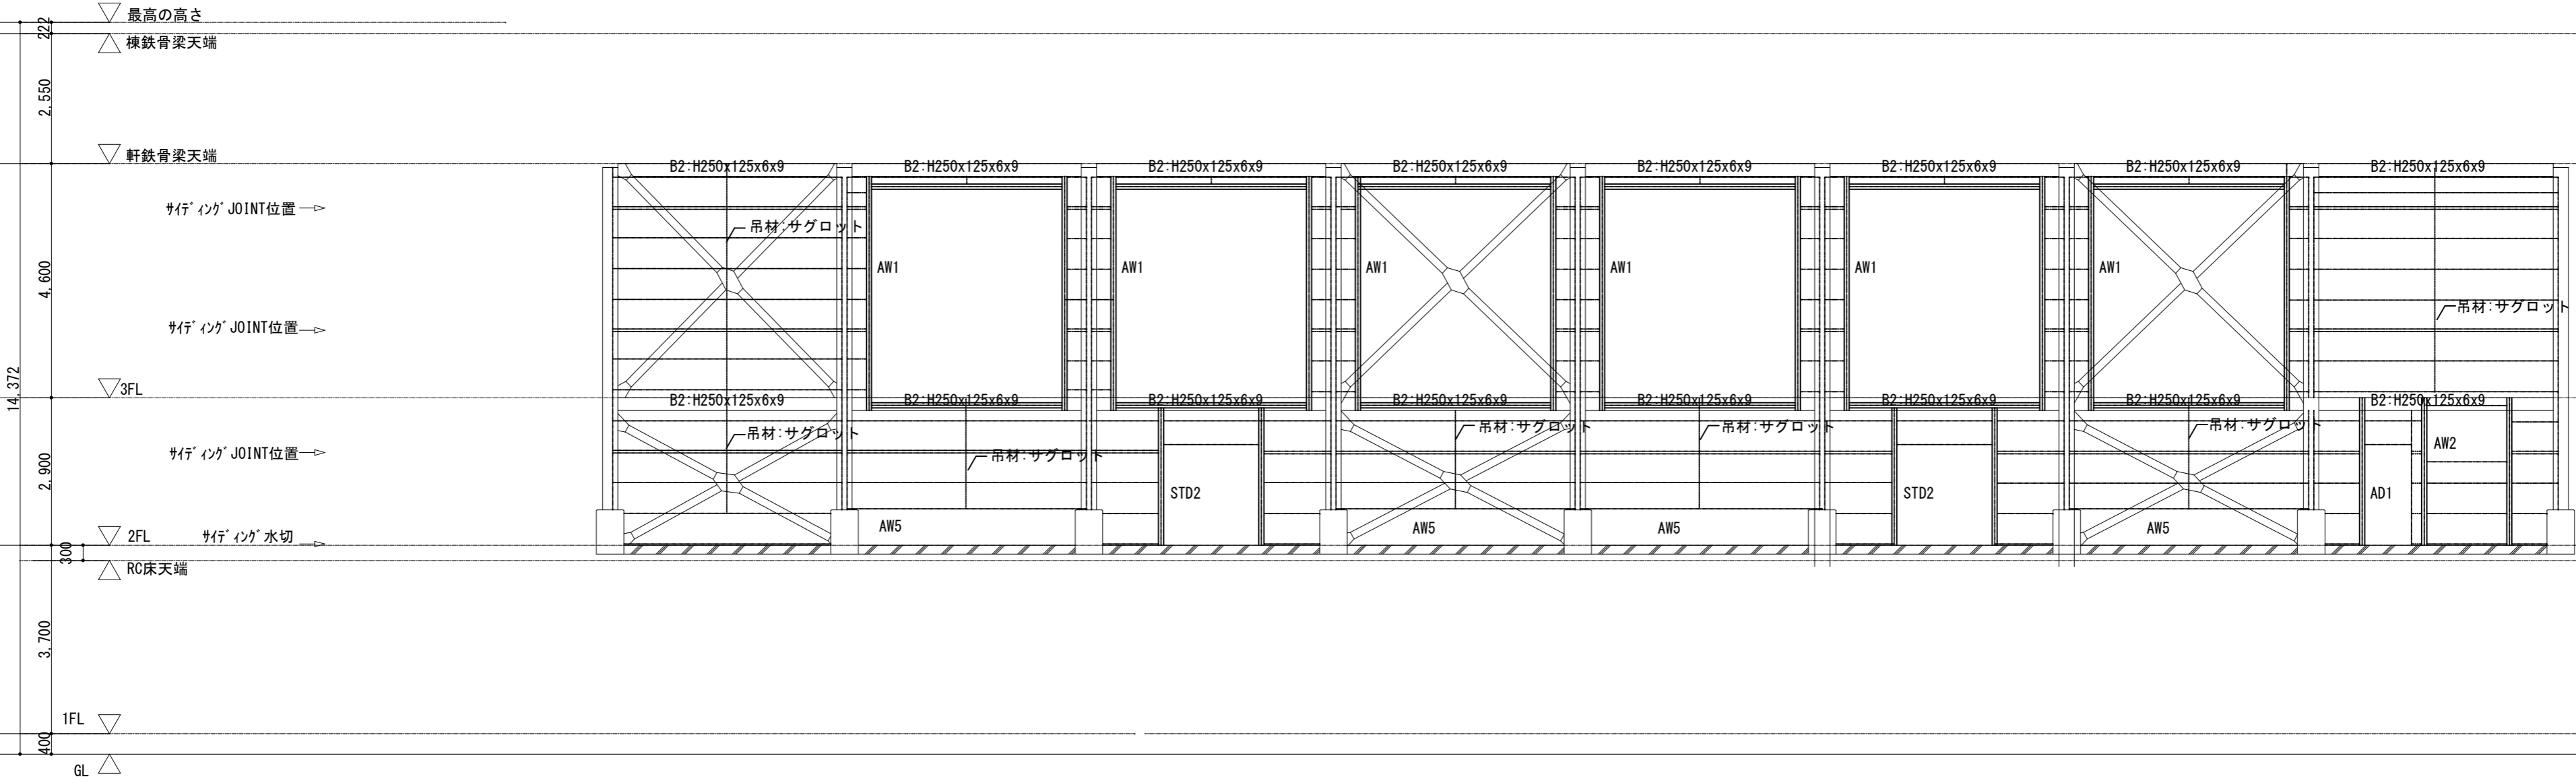 最高の高さ
222
棟鉄骨梁天端
2,550
軒鉄骨梁天端
B2:H250x125x6x9
B2:H250x125x6x9
B2:H250x125x6x9
B2:H250x125x6x9
B2:H250x125x6x9
B2:H250x125x6x9
B2:H250x125x6x9
B2:H250x125x6x9
ｻｲﾃﾞｨﾝｸﾞJOINT位置
吊材:サグロット
AW1
AW1
AW1
AW1
AW1
AW1
4,600
吊材:サグロット
ｻｲﾃﾞｨﾝｸﾞJOINT位置
14,372
3FL
B2:H250x125x6x9
B2:H250x125x6x9
B2:H250x125x6x9
B2:H250x125x6x9
B2:H250x125x6x9
B2:H250x125x6x9
B2:H250x125x6x9
B2:H250x125x6x9
吊材:サグロット
吊材:サグロット
吊材:サグロット
吊材:サグロット
吊材:サグロット
AW2
ｻｲﾃﾞｨﾝｸﾞJOINT位置
2,900
STD2
STD2
AD1
AW5
AW5
AW5
AW5
2FL
ｻｲﾃﾞｨﾝｸﾞ水切
300
RC床天端
3,700
1FL
400
GL